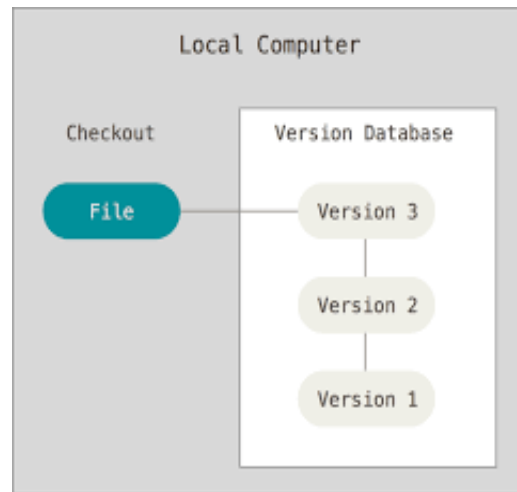 Local Computer
Checkout
Version Database
File
Version 3
Version 2
Version 1